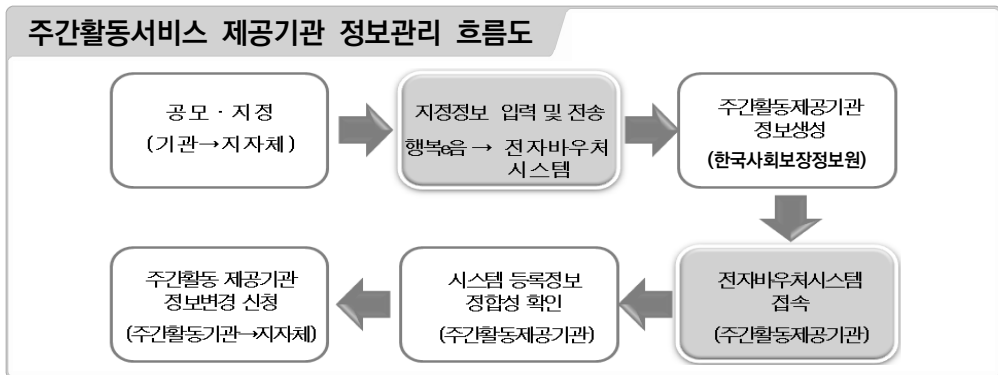 주간활동서비스 제공기관 정보관리 흐름도
공모 · 지정
(기관→지자체)
지정정보 입력 및 전송
행복e음 → 전자바우처
시스템
주간활동제공기관
정보생성
(한국사회보장정보원)
전자바우처시스템
접속
(주간활동제공기관)
시스템 등록정보
정합성 확인
(주간활동제공기관)
주간활동 제공기관
정보변경 신청
(주간활동기관→지자체)